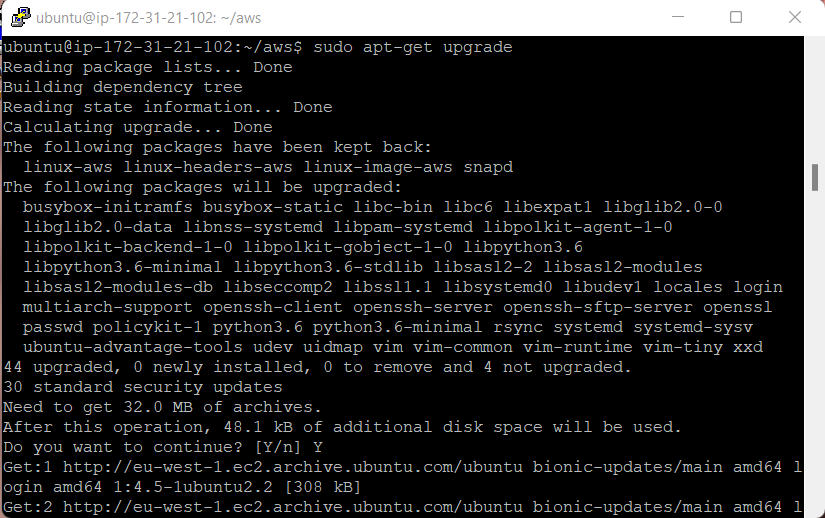 ubuntu@ip-172-31-21-102: ~/aws
ubuntu@ip-172-31-21-102:~/aws$ sudo apt-get upgrade
Reading package lists... Done
Building dependency tree
Reading state information... Done
Calculating upgrade... Done
The following packages have been kept back:
  linux-aws linux-headers-aws linux-image-aws snapd
The following packages will be upgraded:
  busybox-initramfs busybox-static libc-bin libc6 libexpat1 libglib2.0-0
  libglib2.0-data libnss-systemd libpam-systemd libpolkit-agent-1-0
  libpolkit-backend-1-0 libpolkit-gobject-1-0 libpython3.6
  libpython3.6-minimal libpython3.6-stdlib libsasl2-2 libsasl2-modules
  libsasl2-modules-db libseccomp2 libssl1.1 libsystemd0 libudev1 locales login
  multiarch-support openssh-client openssh-server openssh-sftp-server openssl
  passwd policykit-1 python3.6 python3.6-minimal rsync systemd systemd-sysv
  ubuntu-advantage-tools udev uidmap vim vim-common vim-runtime vim-tiny xxd
44 upgraded, 0 newly installed, 0 to remove and 4 not upgraded.
30 standard security updates
Need to get 32.0 MB of archives.
After this operation, 48.1 kB of additional disk space will be used.
Do you want to continue? [Y/n] Y
Get:1 http://eu-west-1.ec2.archive.ubuntu.com/ubuntu bionic-updates/main amd64 l
ogin amd64 1:4.5-1ubuntu2.2 [308 kB]
Get:2 http://eu-west-1.ec2.archive.ubuntu.com/ubuntu bionic-updates/main amd64 l